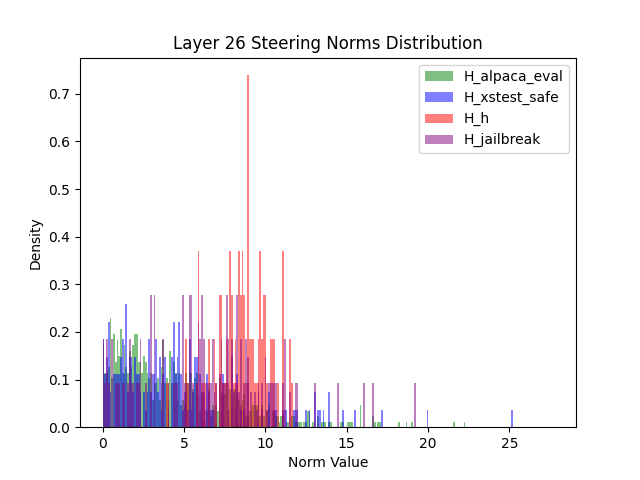 Layer 26 Steering Norms Distribution
H_alpaca_eval
H_xstest_safe
H_h
H_jailbreak
Density
0.7
0.6
0.5
0.4
0.3
0.2
0.1
0.0
0 5 10 15 20 25
Norm Value